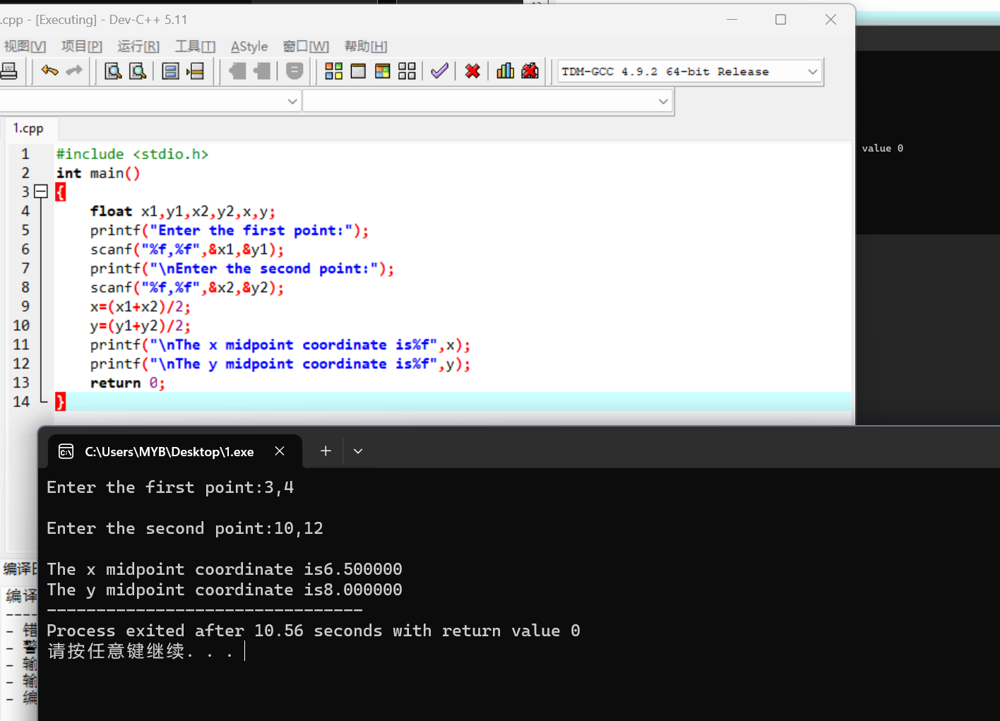 .cpp - [Executing] - Dev-C++ 5.11
视图[V] 项目[P] 运行[R] 工具[T] AStyle 窗口[W] 帮助[H]
TDM-GCC 4.9.2 64-bit Release
1.cpp
1 #include <stdio.h>
2 int main()
3 {
4 float x1,y1,x2,y2,x,y;
5 printf("Enter the first point:");
6 scanf("%f,%f",&x1,&y1);
7 printf("\nEnter the second point:");
8 scanf("%f,%f",&x2,&y2);
9 x=(x1+x2)/2;
10 y=(y1+y2)/2;
11 printf("\nThe x midpoint coordinate is%f",x);
12 printf("\nThe y midpoint coordinate is%f",y);
13 return 0;
14 }
value 0
C:\Users\MYB\Desktop\1.exe
Enter the first point:3,4
Enter the second point:10,12
The x midpoint coordinate is6.500000
The y midpoint coordinate is8.000000
--------------------------------
Process exited after 10.56 seconds with return value 0
请按任意键继续. . .
编译
编译
----
- 错
- 警
- 输
- 输
- 编